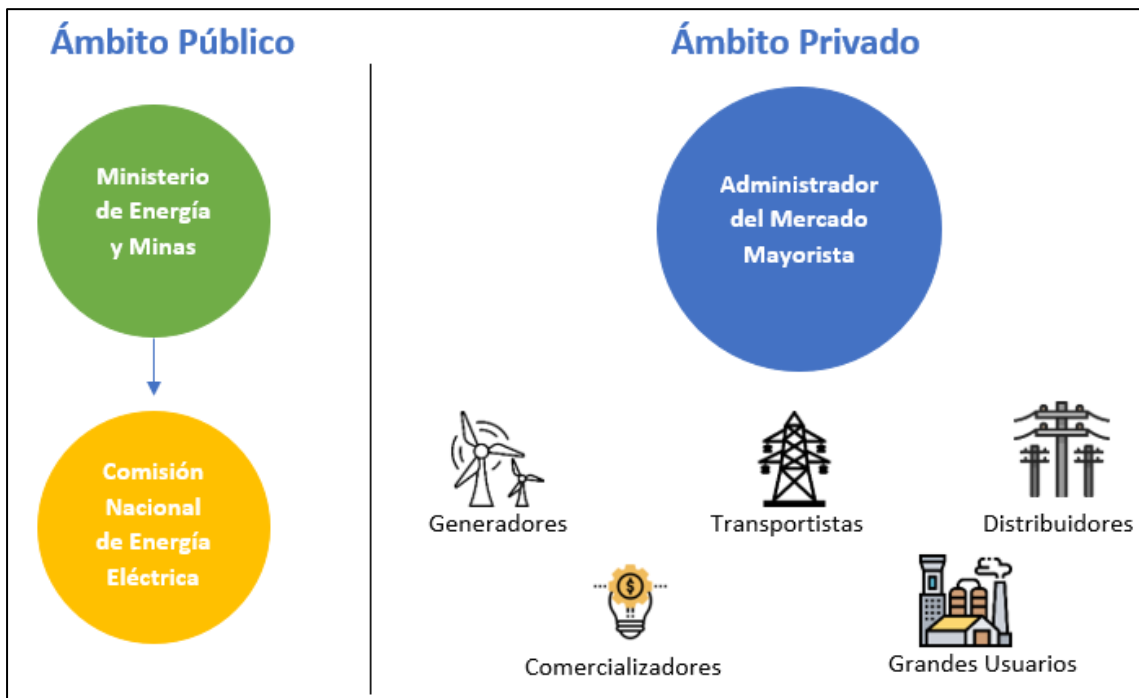 Ámbito Público
Ministerio
de Energía
y Minas
Comisión
Nacional
de Energía
Eléctrica
Ámbito Privado
Administrador
del Mercado
Mayorista
Generadores
Transportistas
Distribuidores
Comercializadores
Grandes Usuarios
$